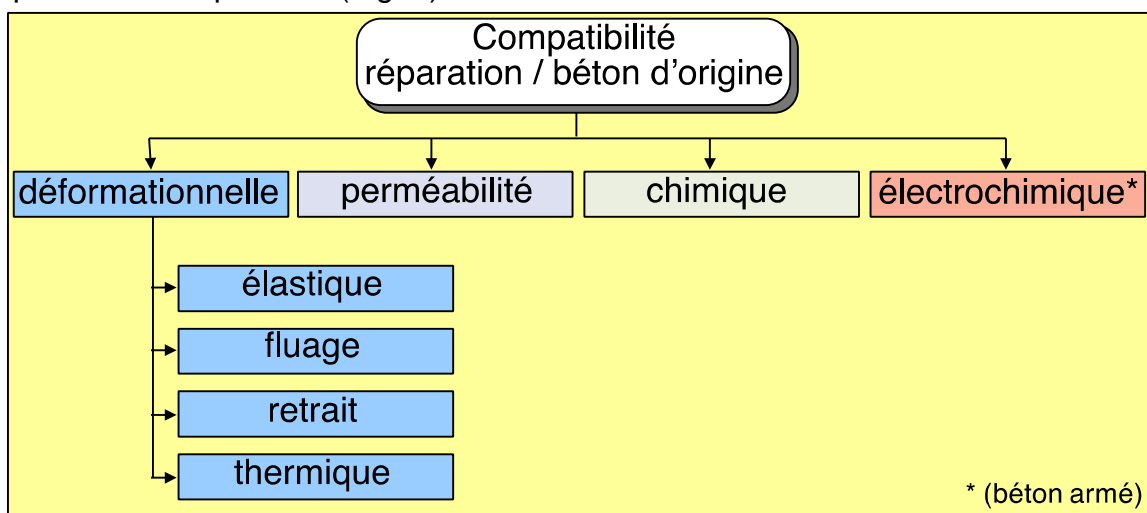 Compatibilité
réparation / béton d'origine
déformationnelle
perméabilité
chimique
électrochimique*
élastique
fluage
retrait
thermique
* (béton armé)